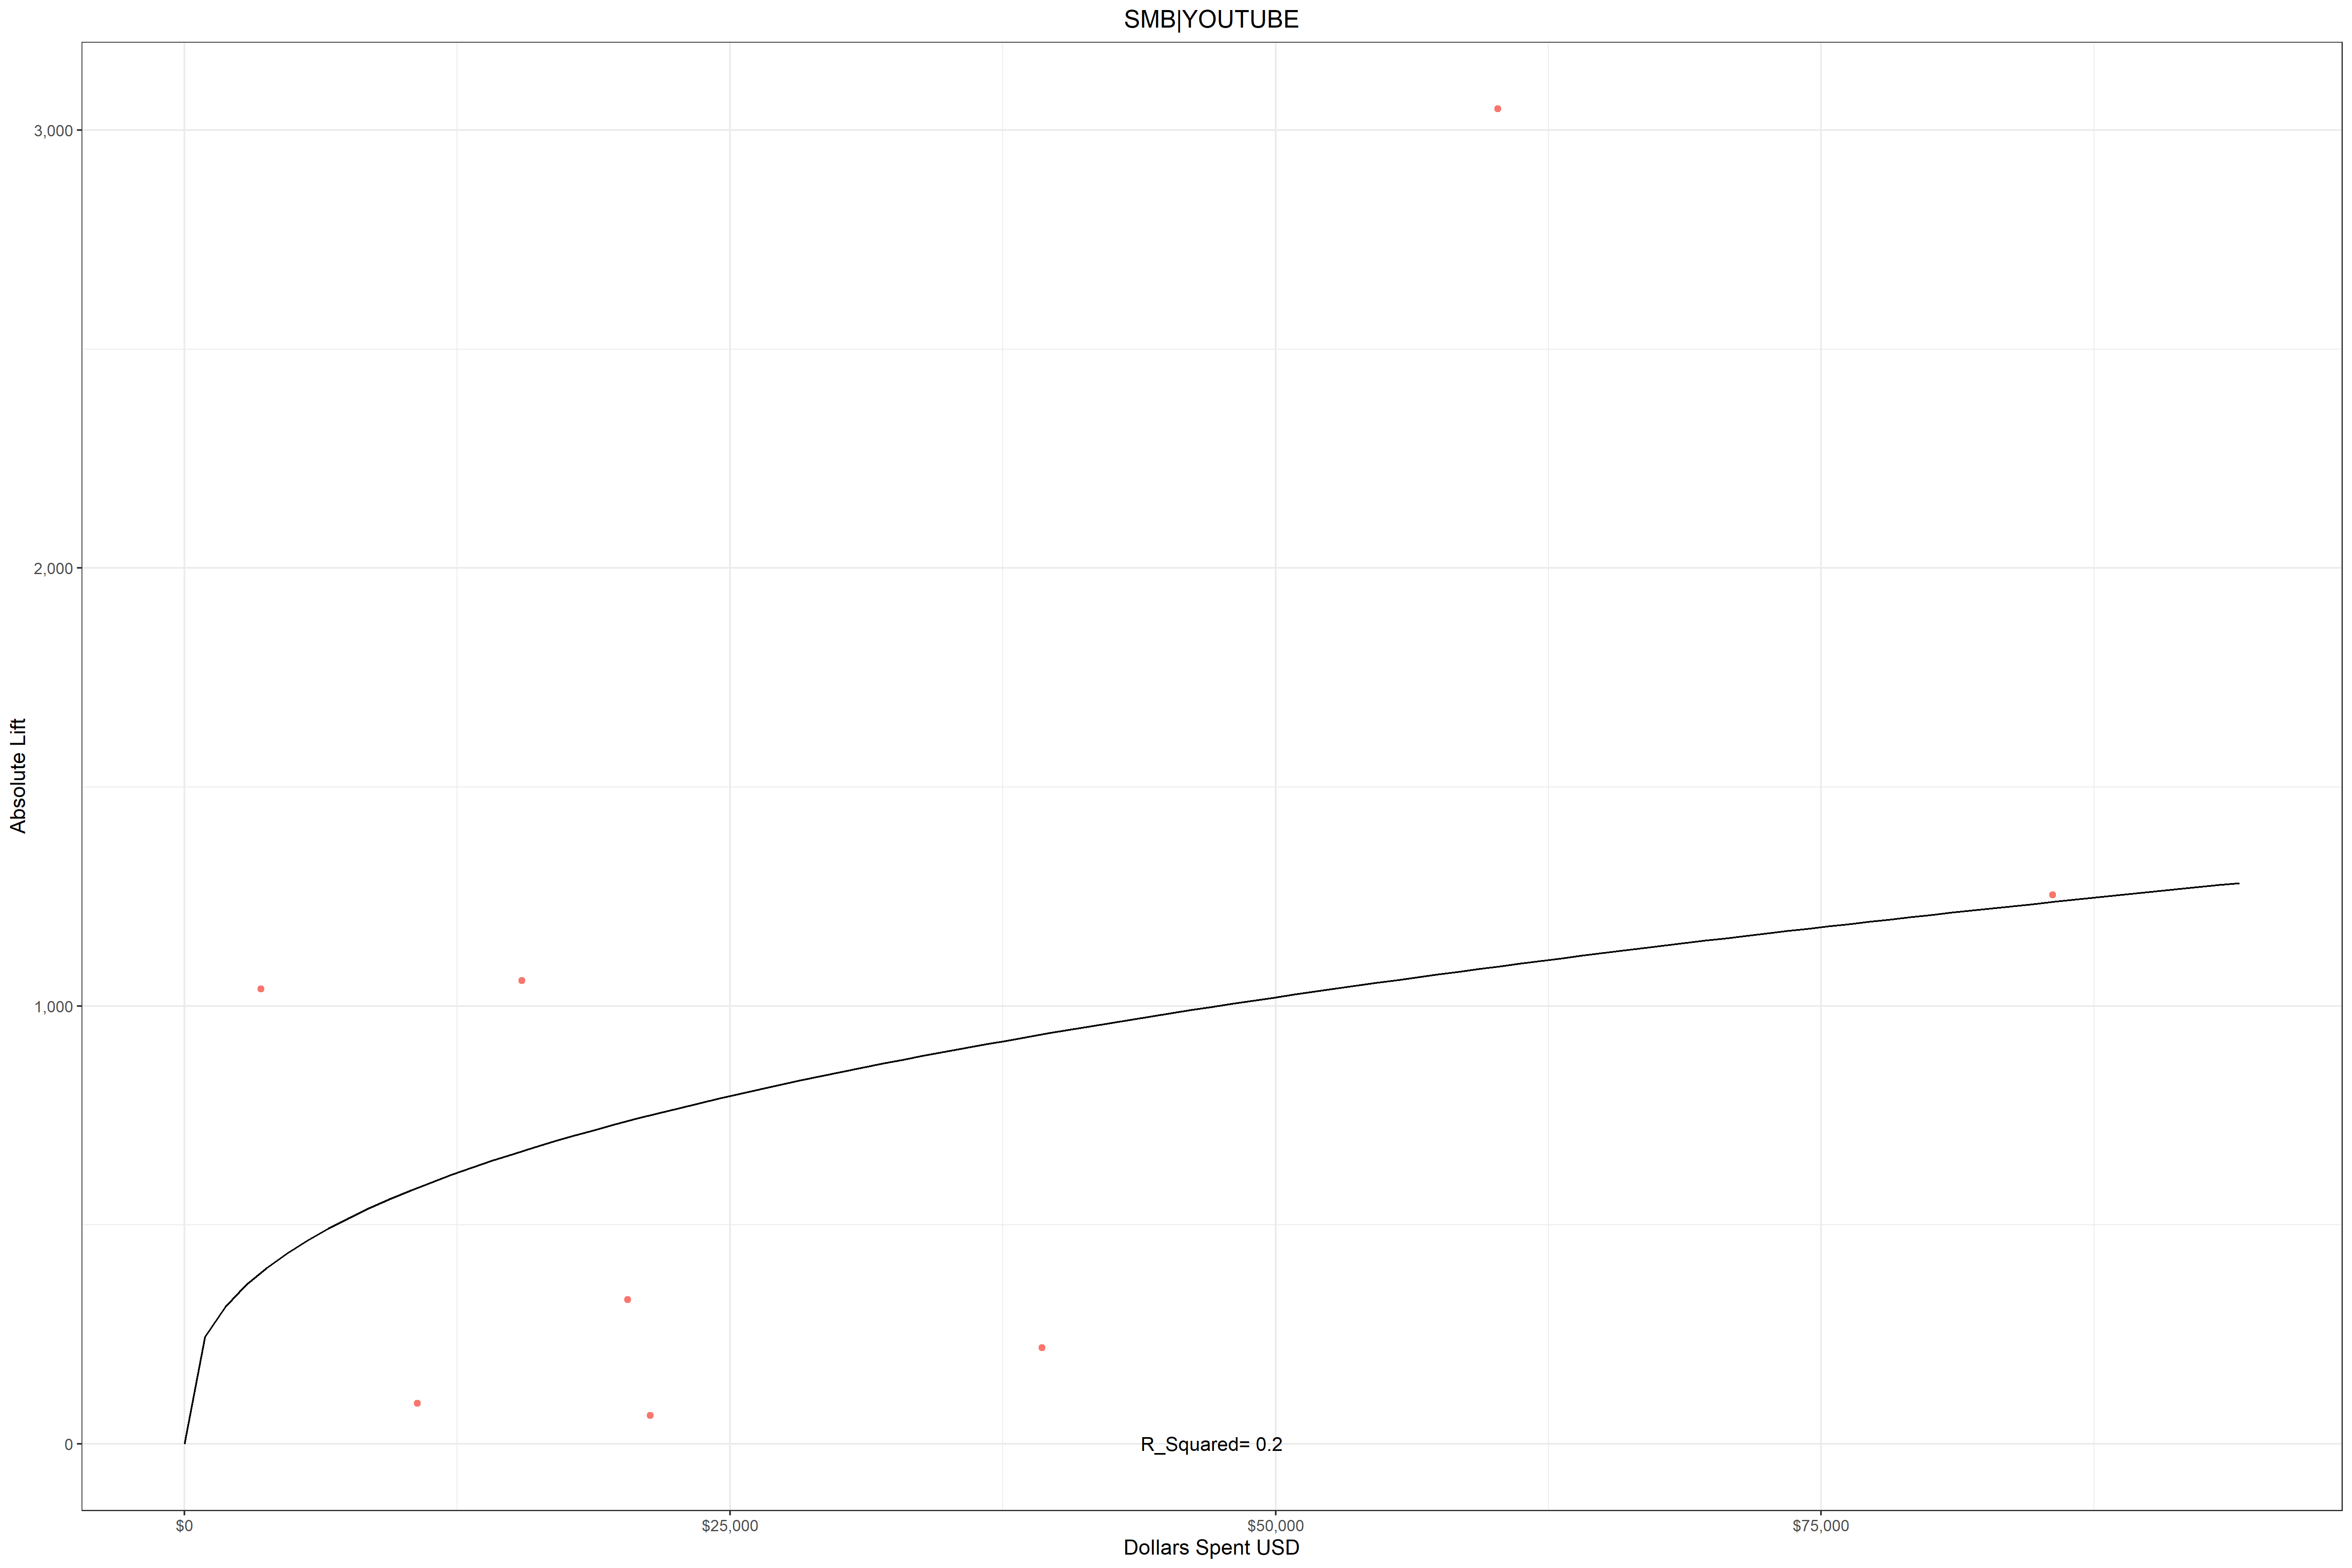 SMB|YOUTUBE
3,000
2,000
1,000
0
Absolute Lift
R_Squared= 0.2
$0
$25,000
$50,000
$75,000
Dollars Spent USD